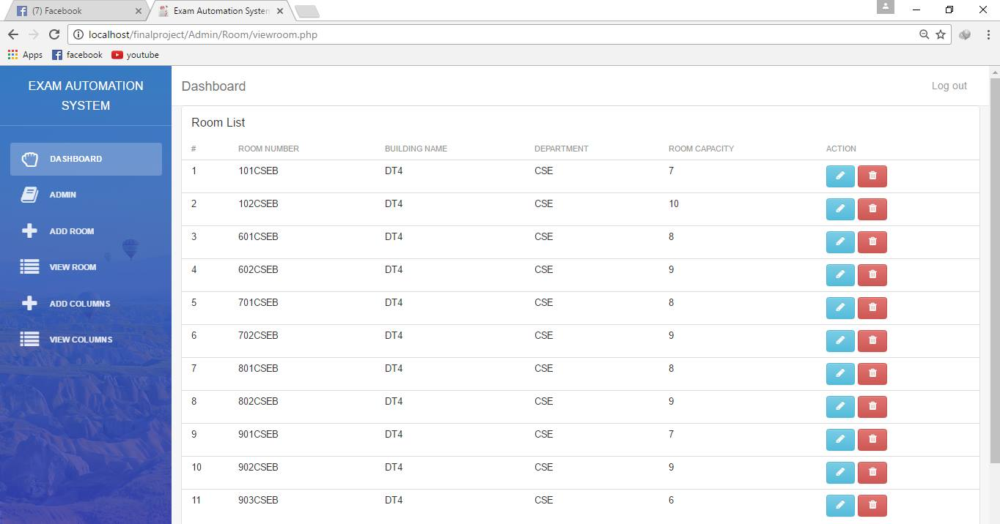 (7) Facebook
Exam Automation System
localhost/finalproject/Admin/Room/viewroom.php
Apps facebook youtube
EXAM AUTOMATION
SYSTEM
DASHBOARD
ADMIN
ADD ROOM
VIEW ROOM
ADD COLUMNS
VIEW COLUMNS
Dashboard Log out
Room List
# ROOM NUMBER BUILDING NAME DEPARTMENT ROOM CAPACITY ACTION
1 101CSEB DT4 CSE 7
2 102CSEB DT4 CSE 10
3 601CSEB DT4 CSE 8
4 602CSEB DT4 CSE 9
5 701CSEB DT4 CSE 8
6 702CSEB DT4 CSE 9
7 801CSEB DT4 CSE 8
8 802CSEB DT4 CSE 9
9 901CSEB DT4 CSE 7
10 902CSEB DT4 CSE 9
11 903CSEB DT4 CSE 6